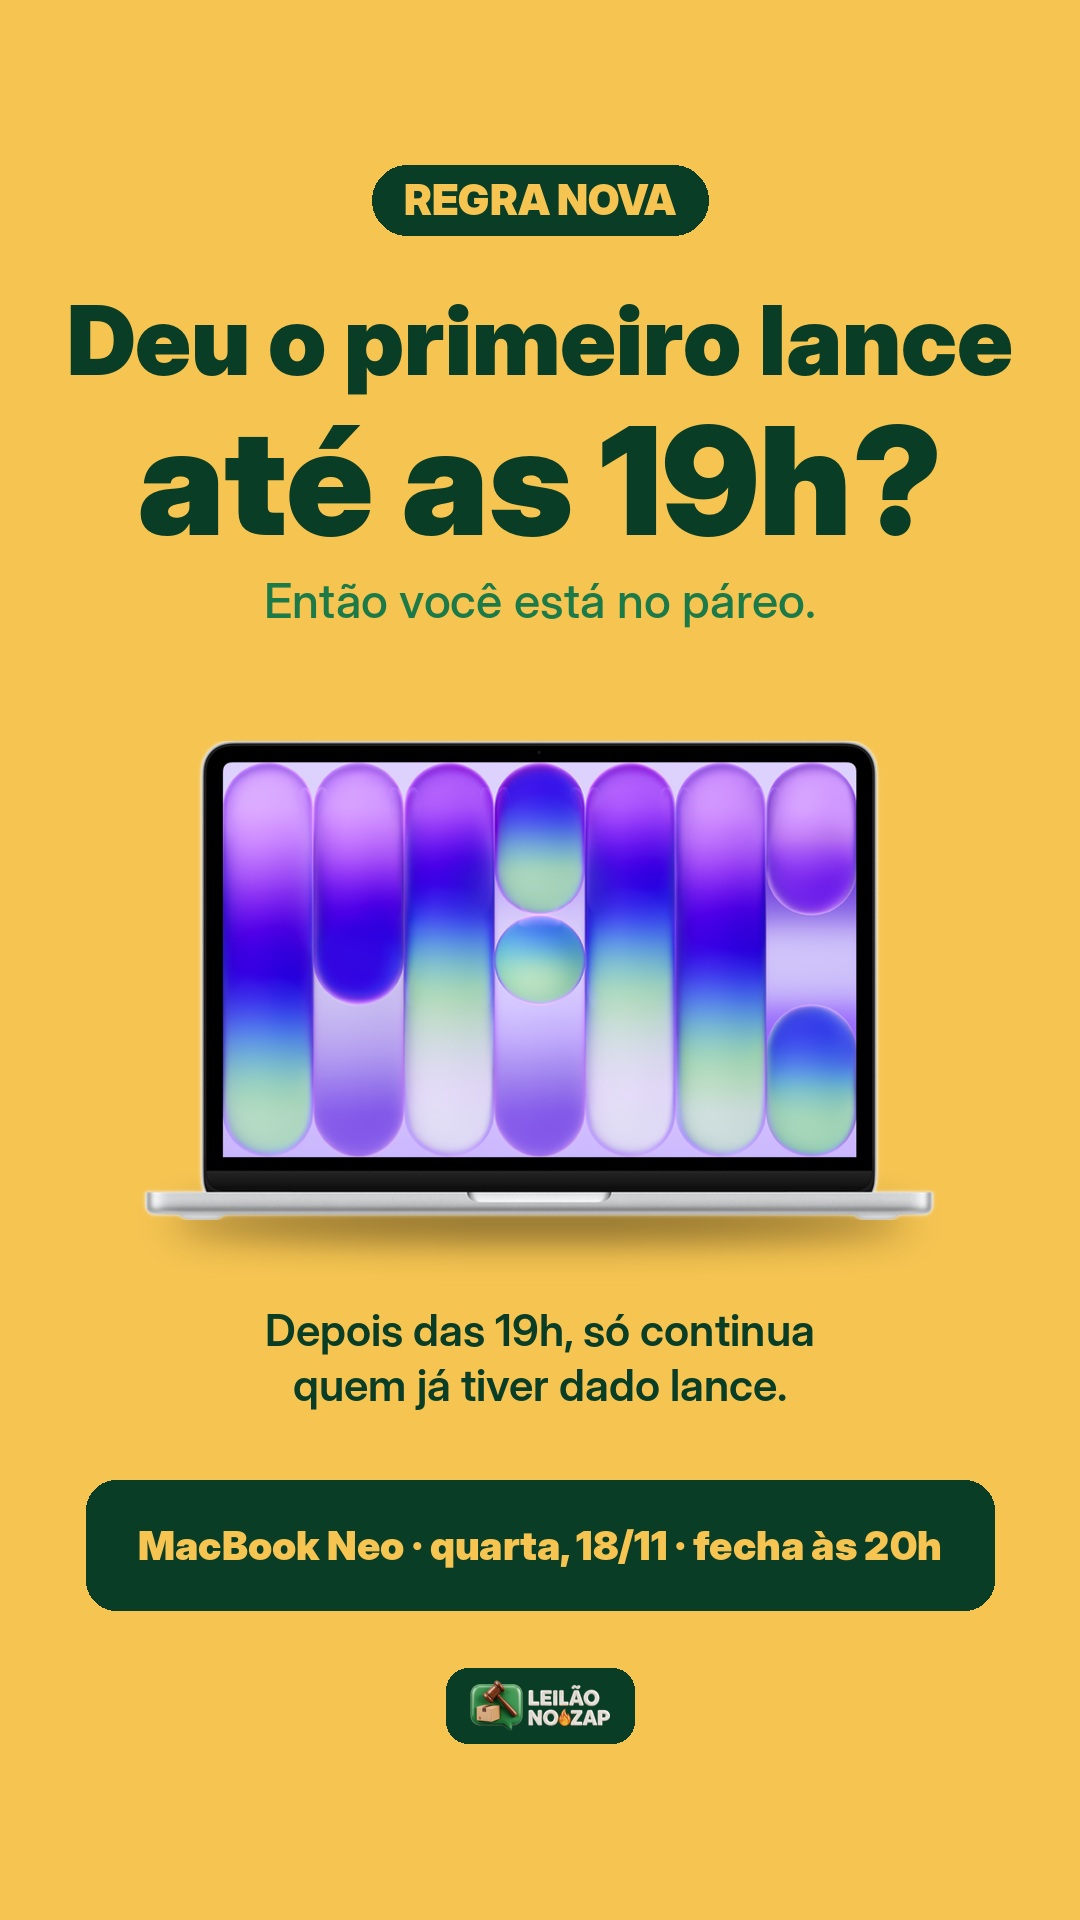 REGRA NOVA
Deu o primeiro lance
até as 19h?
Então você está no páreo.
Depois das 19h, só continua
quem já tiver dado lance.
MacBook Neo · quarta, 18/11 · fecha às 20h
LEILÃO
NO ZAP